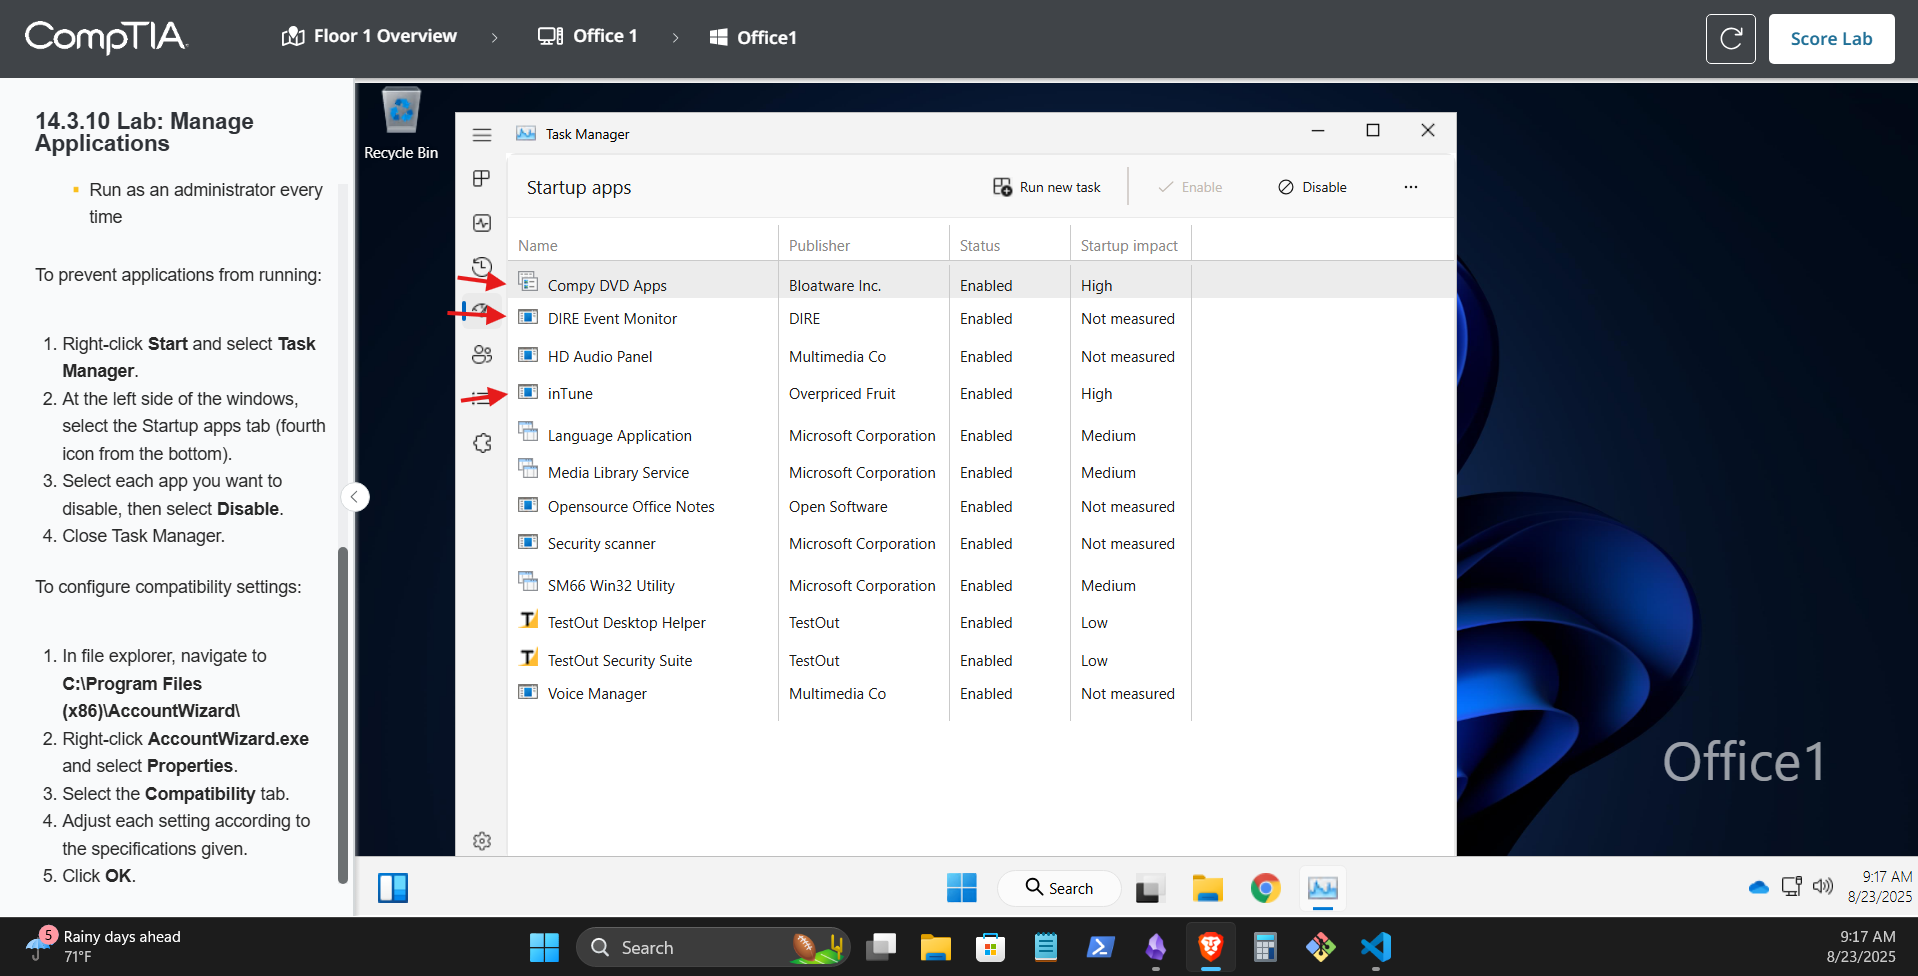 CompTIA
Floor 1 Overview
Office 1
Office1
Score Lab
14.3.10 Lab: Manage
Applications
Run as an administrator every
time
To prevent applications from running:
1. Right-click Start and select Task
Manager.
2. At the left side of the windows,
select the Startup apps tab (fourth
icon from the bottom).
3. Select each app you want to
disable, then select Disable.
4. Close Task Manager.
To configure compatibility settings:
1. In file explorer, navigate to
C:\Program Files
(x86)\AccountWizard\
2. Right-click AccountWizard.exe
and select Properties.
3. Select the Compatibility tab.
4. Adjust each setting according to
the specifications given.
5. Click OK.
Recycle Bin
Task Manager
Startup apps
Run new task
Enable
Disable
Name Publisher Status Startup impact
Compy DVD Apps Bloatware Inc. Enabled High
DIRE Event Monitor DIRE Enabled Not measured
HD Audio Panel Multimedia Co Enabled Not measured
inTune Overpriced Fruit Enabled High
Language Application Microsoft Corporation Enabled Medium
Media Library Service Microsoft Corporation Enabled Medium
Opensource Office Notes Open Software Enabled Not measured
Security scanner Microsoft Corporation Enabled Not measured
SM66 Win32 Utility Microsoft Corporation Enabled Medium
TestOut Desktop Helper TestOut Enabled Low
TestOut Security Suite TestOut Enabled Low
Voice Manager Multimedia Co Enabled Not measured
Office1
Search
9:17 AM
8/23/2025
5
Rainy days ahead
71°F
Search
9:17 AM
8/23/2025